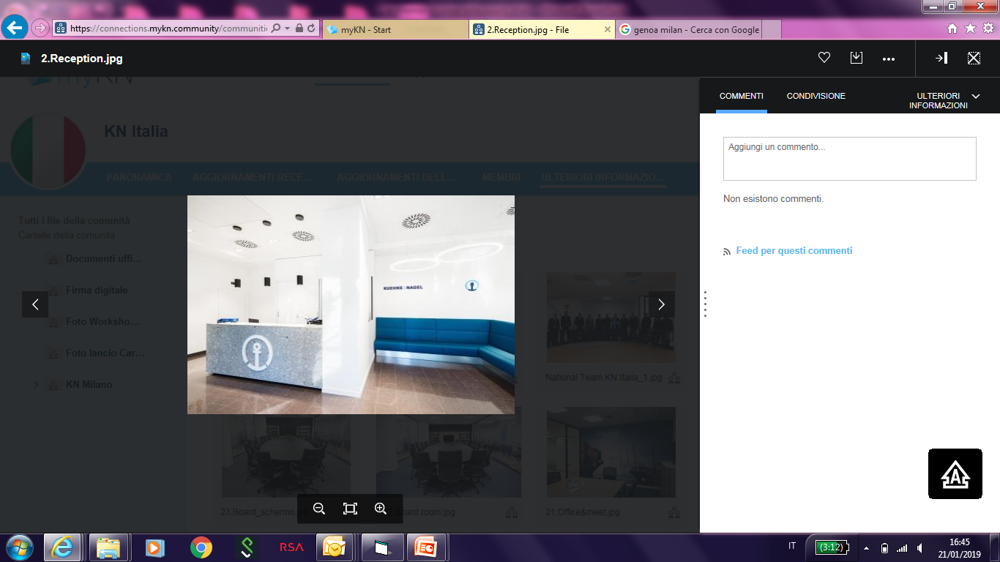 https://connections.mykn.community/communitie
myKN - Start
2.Reception.jpg - File
genoa milan - Cerca con Google
2.Reception.jpg
myKN
COMMENTI
CONDIVISIONE
ULTERIORI
INFORMAZIONI
KN Italia
PANORAMICA
AGGIORNAMENTI RECE...
AGGIORNAMENTI DELL...
MEMBRI
ULTERIORI INFORMAZIO...
Aggiungi un commento...
Non esistono commenti.
Feed per questi commenti
Tutti i file della comunità
Cartelle della comunità
Documenti uffi...
Firma digitale
Foto Worksho...
Foto lancio Car...
KN Milano
KUEHNE+NAGEL
National Team KN Italia_1.jpg
23.Board_schermo.jpg
Board room.jpg
21.Office&meet.jpg
A
RSA
IT
(3:12)
16:45
21/01/2019